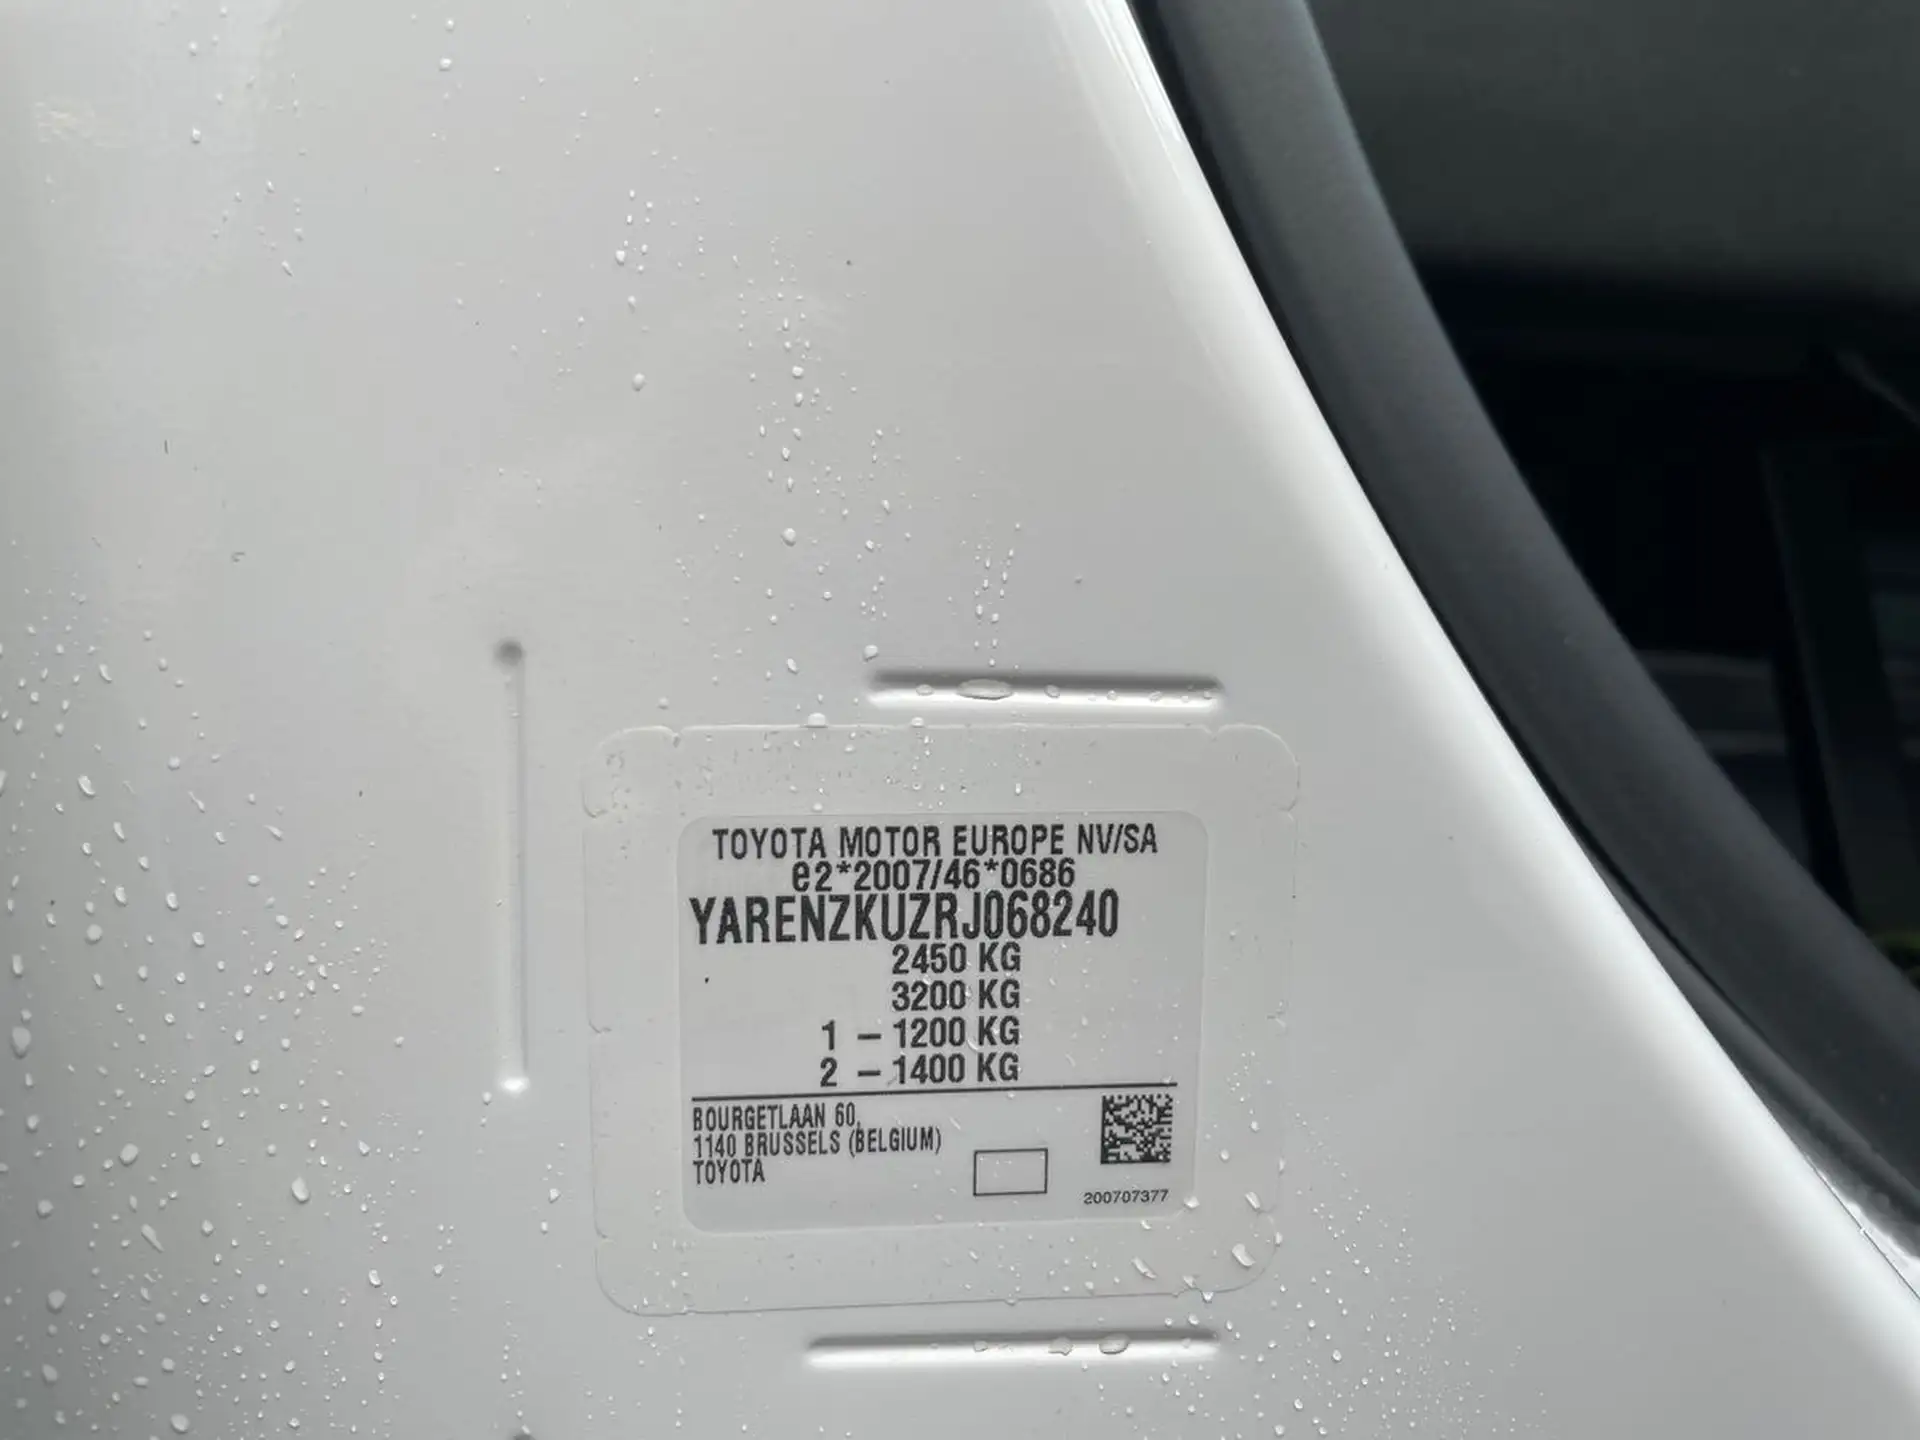 TOYOTA MOTOR EUROPE NV/SA
e2*2007/46*0686
YARENZKUZRJ068240
2450 KG
3200 KG
1 – 1200 KG
2 – 1400 KG
BOURGETLAAN 60,
1140 BRUSSELS (BELGIUM)
TOYOTA
200707377